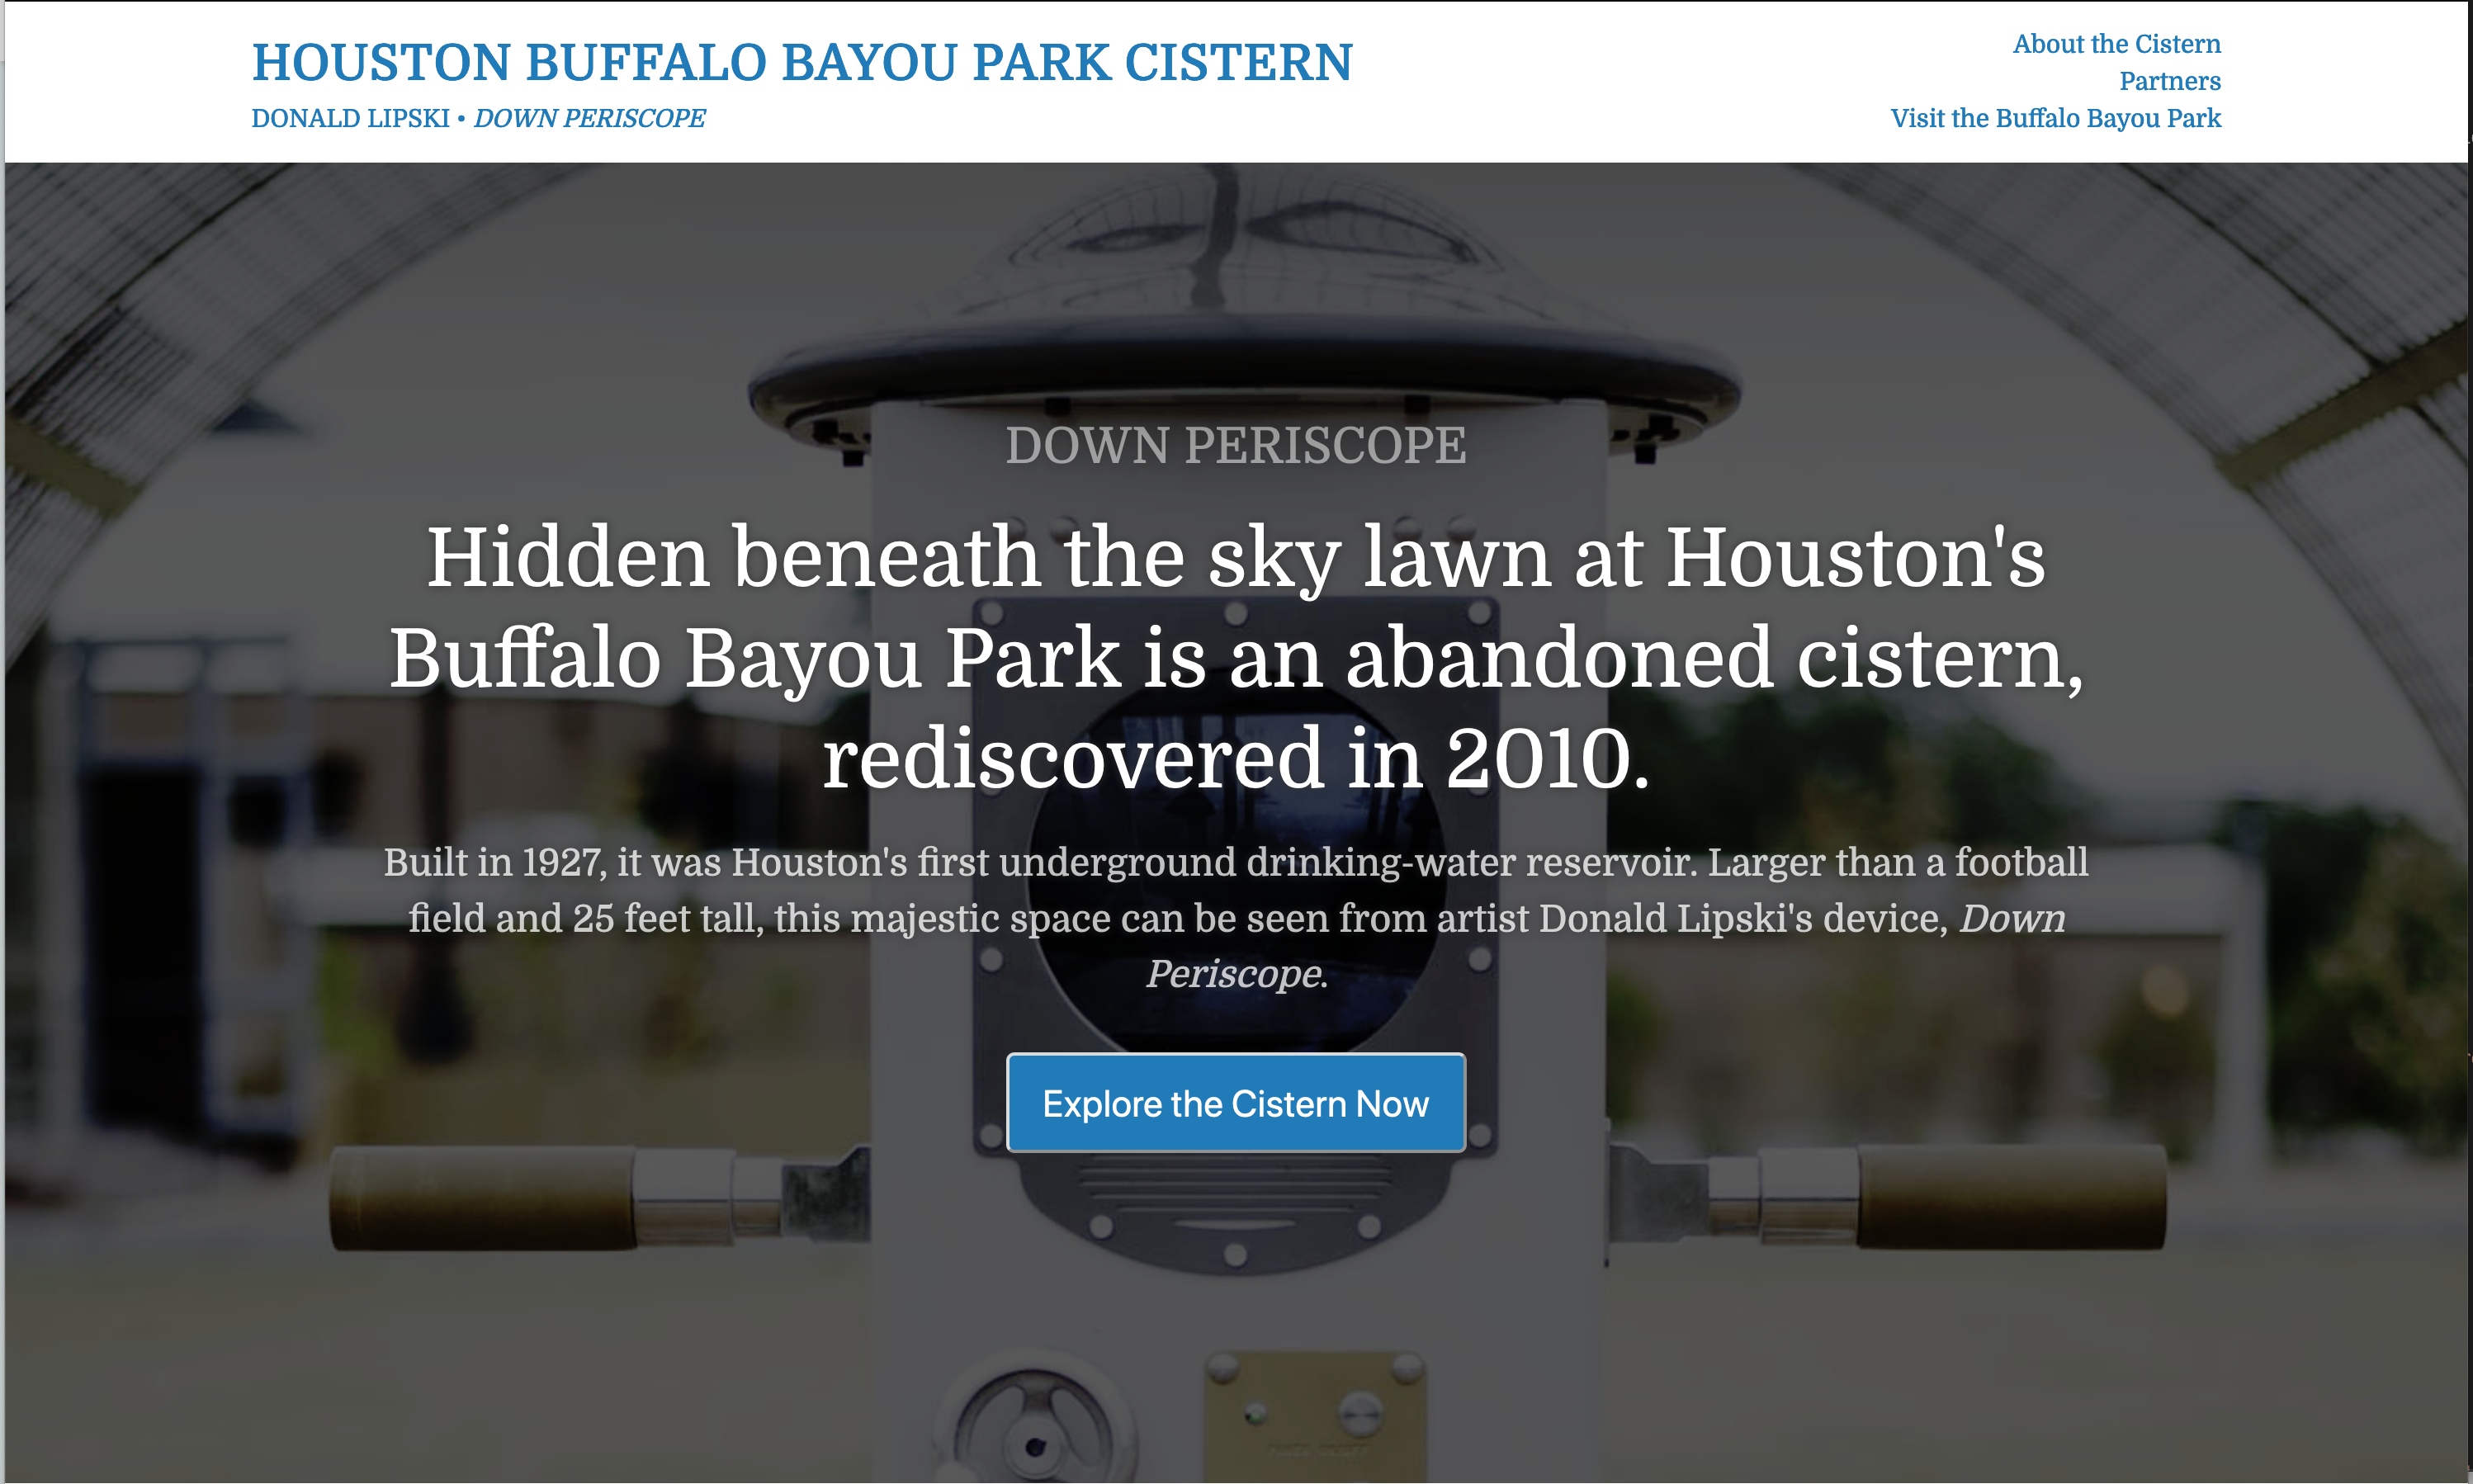 HOUSTON BUFFALO BAYOU PARK CISTERN
DONALD LIPSKI • DOWN PERISCOPE
About the Cistern
Partners
Visit the Buffalo Bayou Park
DOWN PERISCOPE
Hidden beneath the sky lawn at Houston's
Buffalo Bayou Park is an abandoned cistern,
rediscovered in 2010.
Built in 1927, it was Houston's first underground drinking-water reservoir. Larger than a football
field and 25 feet tall, this majestic space can be seen from artist Donald Lipski's device, Down
Periscope.
Explore the Cistern Now